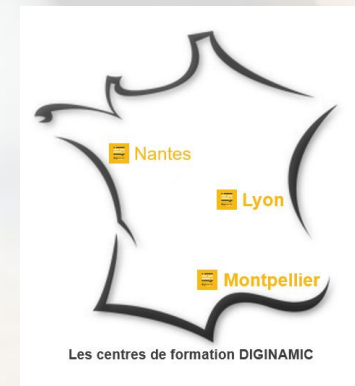 Nantes
Lyon
Montpellier
Les centres de formation DIGINAMIC